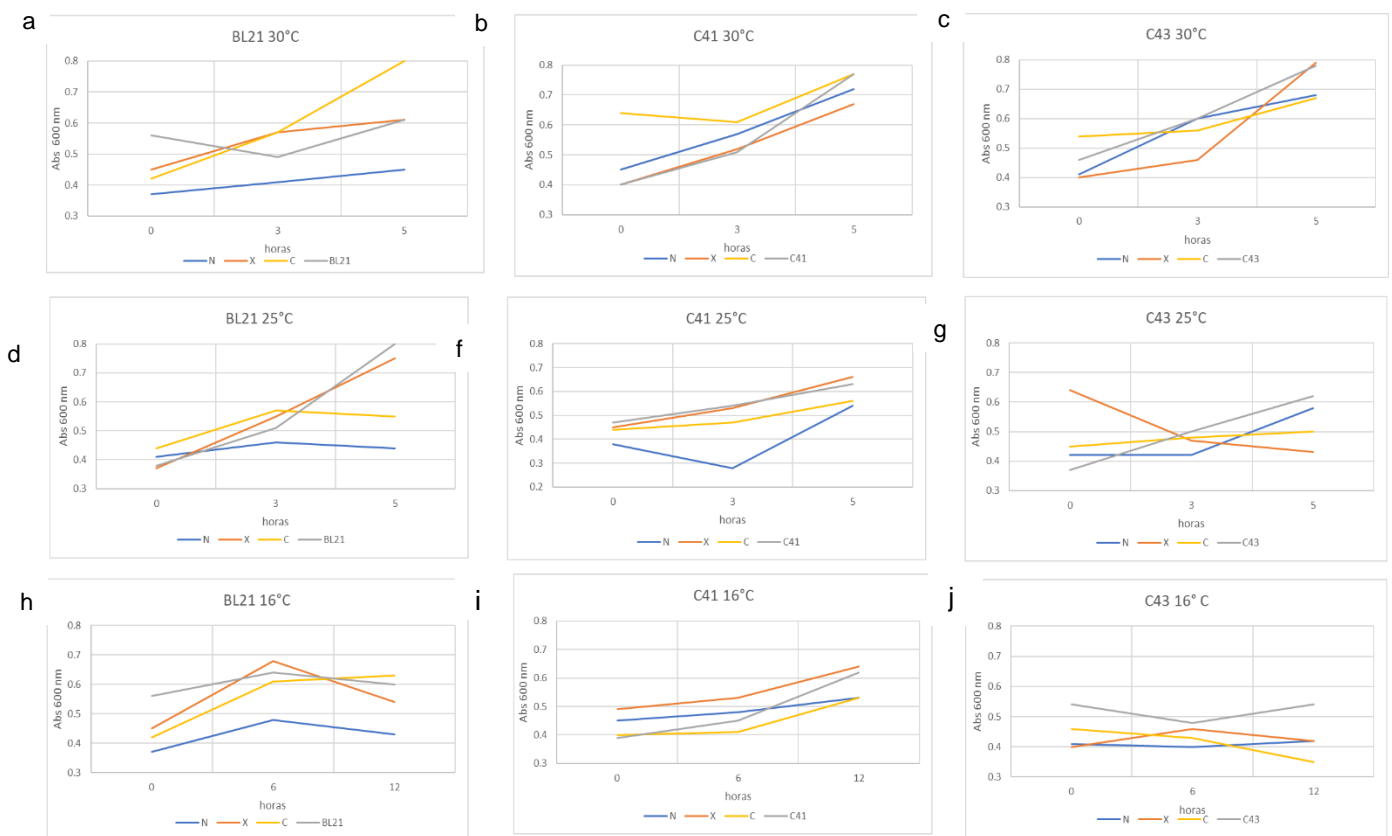 a
BL21 30°C
0.8
0.7
0.6
0.5
0.4
0.3
Abs 600 nm
0 3 5
horas
N X C BL21
b
C41 30°C
0.8
0.7
0.6
0.5
0.4
0.3
Abs 600 nm
0 3 5
horas
N X C C41
c
C43 30°C
0.8
0.7
0.6
0.5
0.4
0.3
Abs 600 nm
0 3 5
horas
N X C C43
d
BL21 25°C
0.8
0.7
0.6
0.5
0.4
0.3
Abs 600 nm
0 3 5
horas
N X C BL21
f
C41 25°C
0.8
0.7
0.6
0.5
0.4
0.3
0.2
Abs 600 nm
0 3 5
horas
N X C C41
g
C43 25°C
0.8
0.7
0.6
0.5
0.4
0.3
Abs 600 nm
0 3 5
horas
N X C C43
h
BL21 16°C
0.8
0.7
0.6
0.5
0.4
0.3
Abs 600 nm
0 6 12
horas
N X C BL21
i
C41 16°C
0.8
0.7
0.6
0.5
0.4
0.3
Abs 600 nm
0 6 12
horas
N X C C41
j
C43 16° C
0.8
0.7
0.6
0.5
0.4
0.3
Abs 600 nm
0 6 12
horas
N X C C43